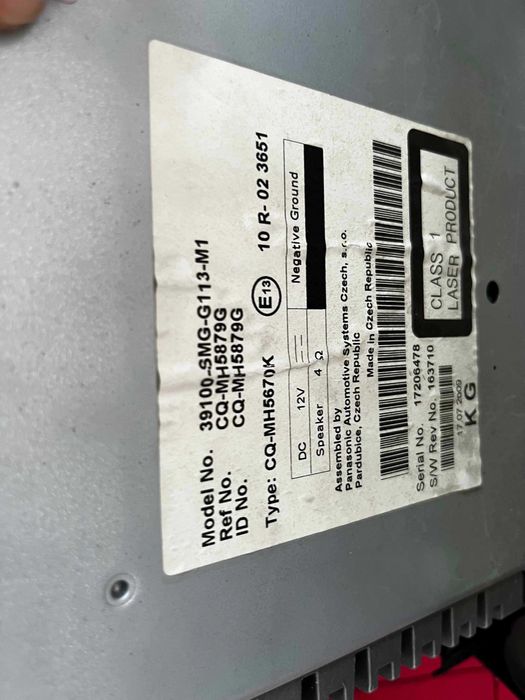 Model No. 39100-SMG-G113-M1
Ref No. CQ-MH5879G
ID No. CQ-MH5879G
Type: CQ-MH5670K E13 10 R- 02 3651
DC 12V Negative Ground
Speaker 4 Ω
Assembled by
Panasonic Automotive Systems Czech, s.r.o.
Pardubice, Czech Republic
Made in Czech Republic
Serial No. 17206478
S/W Rev No. 163710
17.07.2009
K G
CLASS 1
LASER PRODUCT